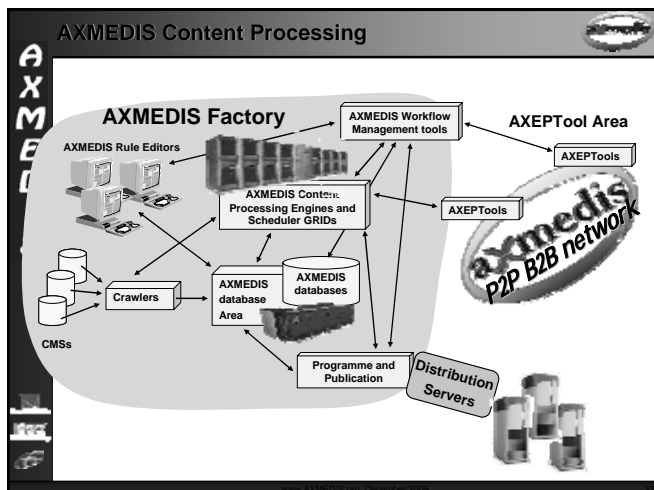 AXMEDIS Content Processing
AXMEDIS Factory
AXMEDIS Workflow
Management tools
AXEPTool Area
AXMEDIS Rule Editors
AXEPTools
AXMEDIS Content
Processing Engines and
Scheduler GRIDs
AXEPTools
axmedis
P2P B2B network
AXMEDIS
database
Area
AXMEDIS
databases
Crawlers
CMSs
Programme and
Publication
Distribution
Servers
www.AXMEDIS.org, December 2005